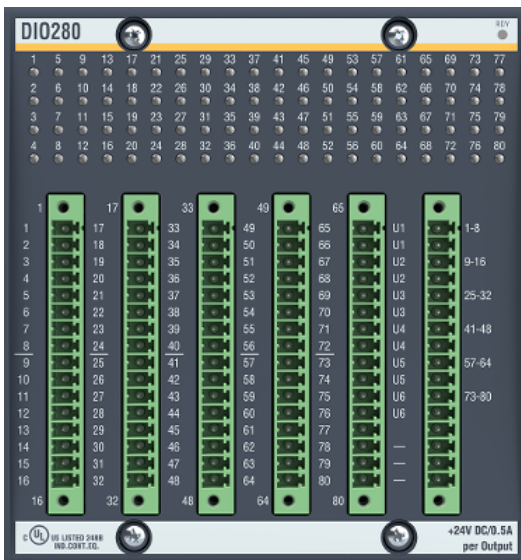 DIO280 RDY
1 5 9 13 17 21 25 29 33 37 41 45 49 53 57 61 65 69 73 77
2 6 10 14 18 22 26 30 34 38 42 46 50 54 58 62 66 70 74 78
3 7 11 15 19 23 27 31 35 39 43 47 51 55 59 63 67 71 75 79
4 8 12 16 20 24 28 32 36 40 44 48 52 56 60 64 68 72 76 80
1 17 33 49 65
1 17 33 49 65 U1 1-8
2 18 34 50 66 U1
3 19 35 51 67 U2 9-16
4 20 36 52 68 U2
5 21 37 53 69 U3 25-32
6 22 38 54 70 U3
7 23 39 55 71 U4 41-48
8 24 40 56 72 U4
9 25 41 57 73 U5 57-64
10 26 42 58 74 U5
11 27 43 59 75 U6 73-80
12 28 44 60 76 U6
13 29 45 61 77
14 30 46 62 78 —
15 31 47 63 79 —
16 32 48 64 80 —
16 32 48 64 80
C UL US LISTED 24BB
IND.CONT.EQ.
+24V DC/0.5A
per Output